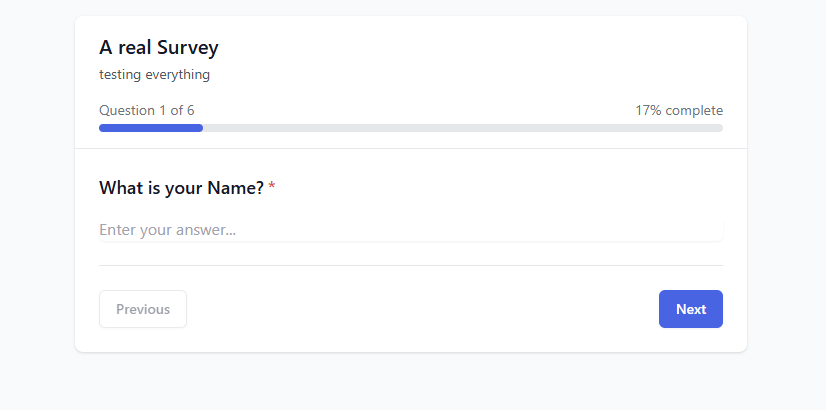 A real Survey
testing everything
Question 1 of 6 17% complete
What is your Name? *
Enter your answer...
Previous Next